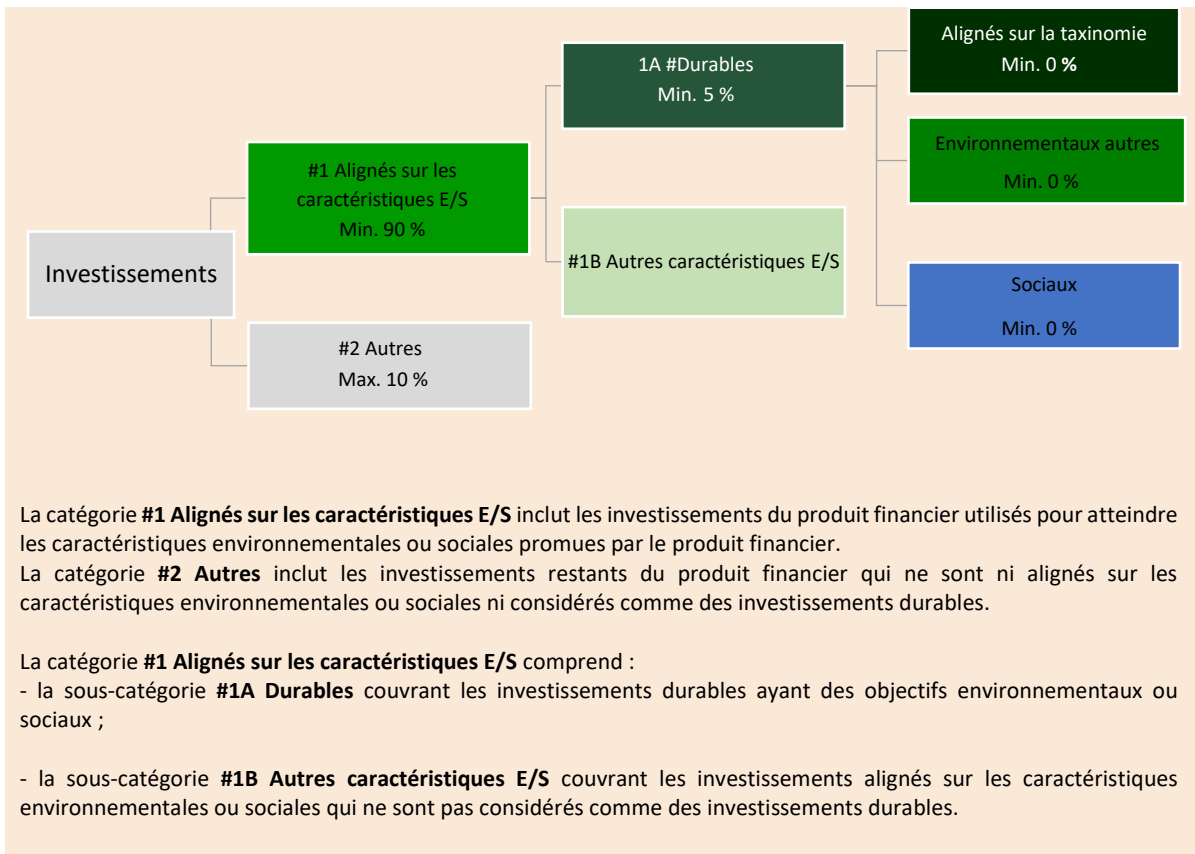 Investissements
#1 Alignés sur les
caractéristiques E/S
Min. 90 %
#2 Autres
Max. 10 %
1A #Durables
Min. 5 %
#1B Autres caractéristiques E/S
Alignés sur la taxinomie
Min. 0 %
Environnementaux autres
Min. 0 %
Sociaux
Min. 0 %
La catégorie #1 Alignés sur les caractéristiques E/S inclut les investissements du produit financier utilisés pour atteindre
les caractéristiques environnementales ou sociales promues par le produit financier.
La catégorie #2 Autres inclut les investissements restants du produit financier qui ne sont ni alignés sur les
caractéristiques environnementales ou sociales ni considérés comme des investissements durables.
La catégorie #1 Alignés sur les caractéristiques E/S comprend :
- la sous-catégorie #1A Durables couvrant les investissements durables ayant des objectifs environnementaux ou
sociaux ;
- la sous-catégorie #1B Autres caractéristiques E/S couvrant les investissements alignés sur les caractéristiques
environnementales ou sociales qui ne sont pas considérés comme des investissements durables.